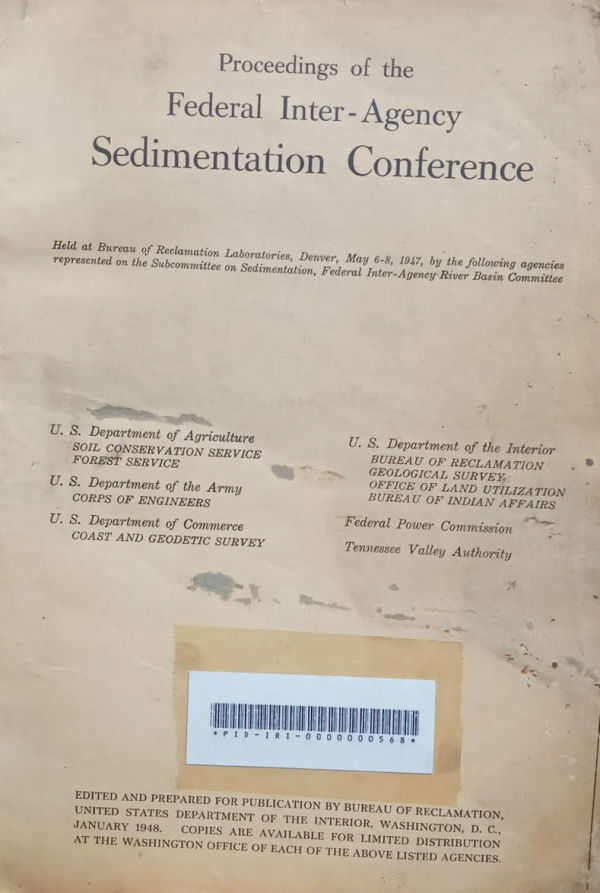 Proceedings of the
Federal Inter-Agency
Sedimentation Conference
Held at Bureau of Reclamation Laboratories, Denver, May 6-8, 1947, by the following agencies
represented on the Subcommittee on Sedimentation, Federal Inter-Agency River Basin Committee
U. S. Department of Agriculture
SOIL CONSERVATION SERVICE
FOREST SERVICE
U. S. Department of the Army
CORPS OF ENGINEERS
U. S. Department of Commerce
COAST AND GEODETIC SURVEY
U. S. Department of the Interior
BUREAU OF RECLAMATION
GEOLOGICAL SURVEY
OFFICE OF LAND UTILIZATION
BUREAU OF INDIAN AFFAIRS
Federal Power Commission
Tennessee Valley Authority
*PID-IRI-0000000568*
EDITED AND PREPARED FOR PUBLICATION BY BUREAU OF RECLAMATION,
UNITED STATES DEPARTMENT OF THE INTERIOR, WASHINGTON, D. C.,
JANUARY 1948. COPIES ARE AVAILABLE FOR LIMITED DISTRIBUTION
AT THE WASHINGTON OFFICE OF EACH OF THE ABOVE LISTED AGENCIES.